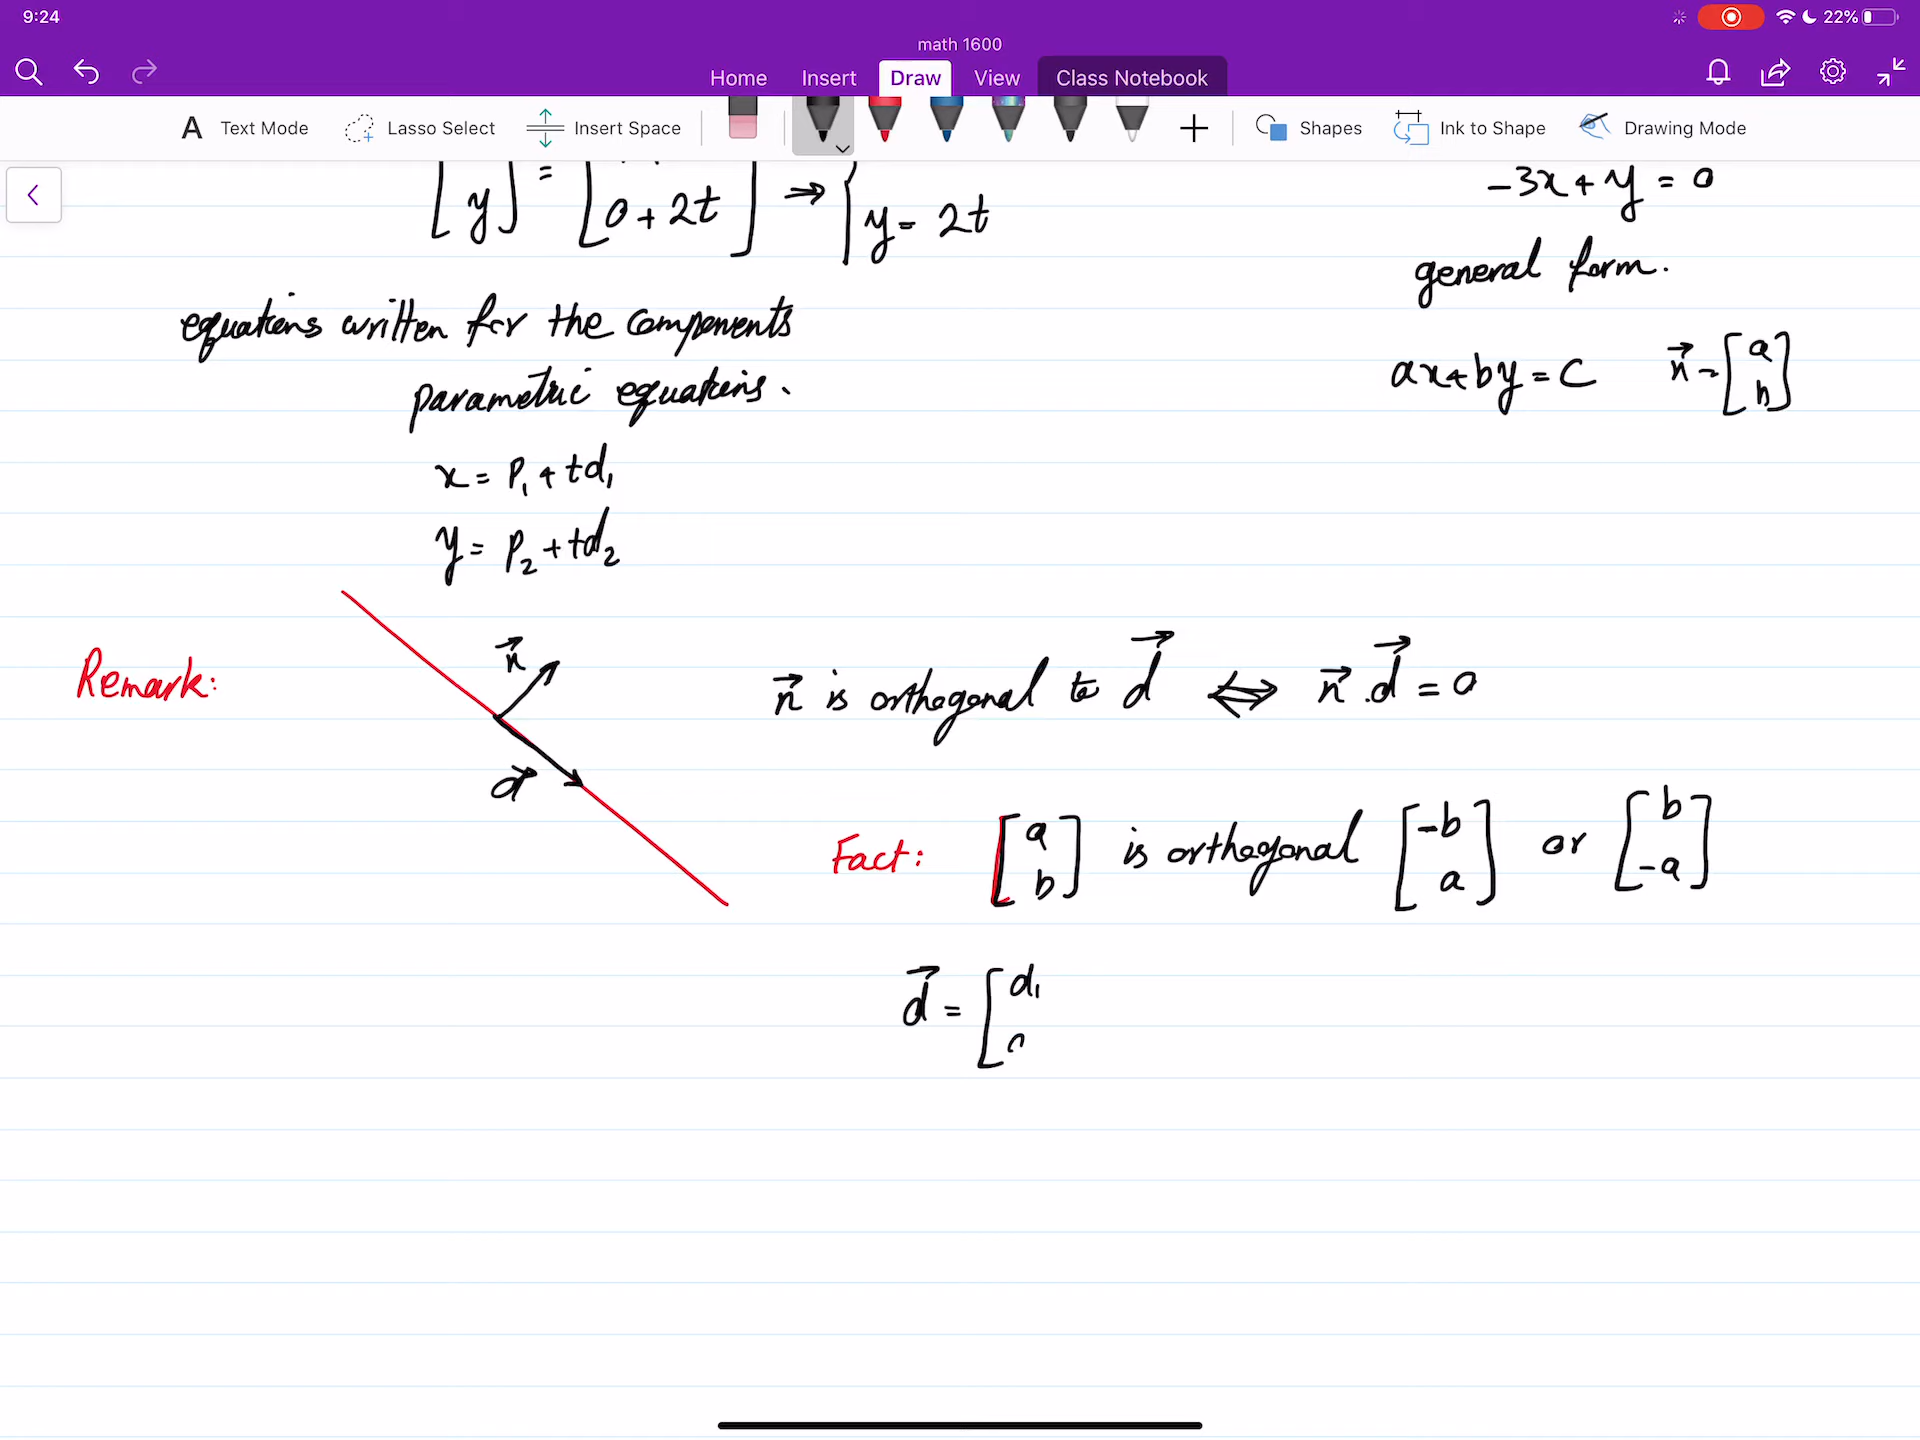 9:24
22%
math 1600
Home Insert Draw View Class Notebook
A Text Mode Lasso Select Insert Space Shapes Ink to Shape Drawing Mode
[y] = [0 + 2t] ⇒ { y = 2t
-3x + y = 0
general form.
equations written for the components
parametric equations.
ax + by = c n⃗ = [a b]
x = p₁ + td₁
y = p₂ + td₂
Remark:
n⃗
d⃗
n⃗ is orthogonal to d⃗ ⇔ n⃗ . d⃗ = 0
Fact: [a b] is orthogonal [-b a] or [b -a]
d⃗ = [d₁